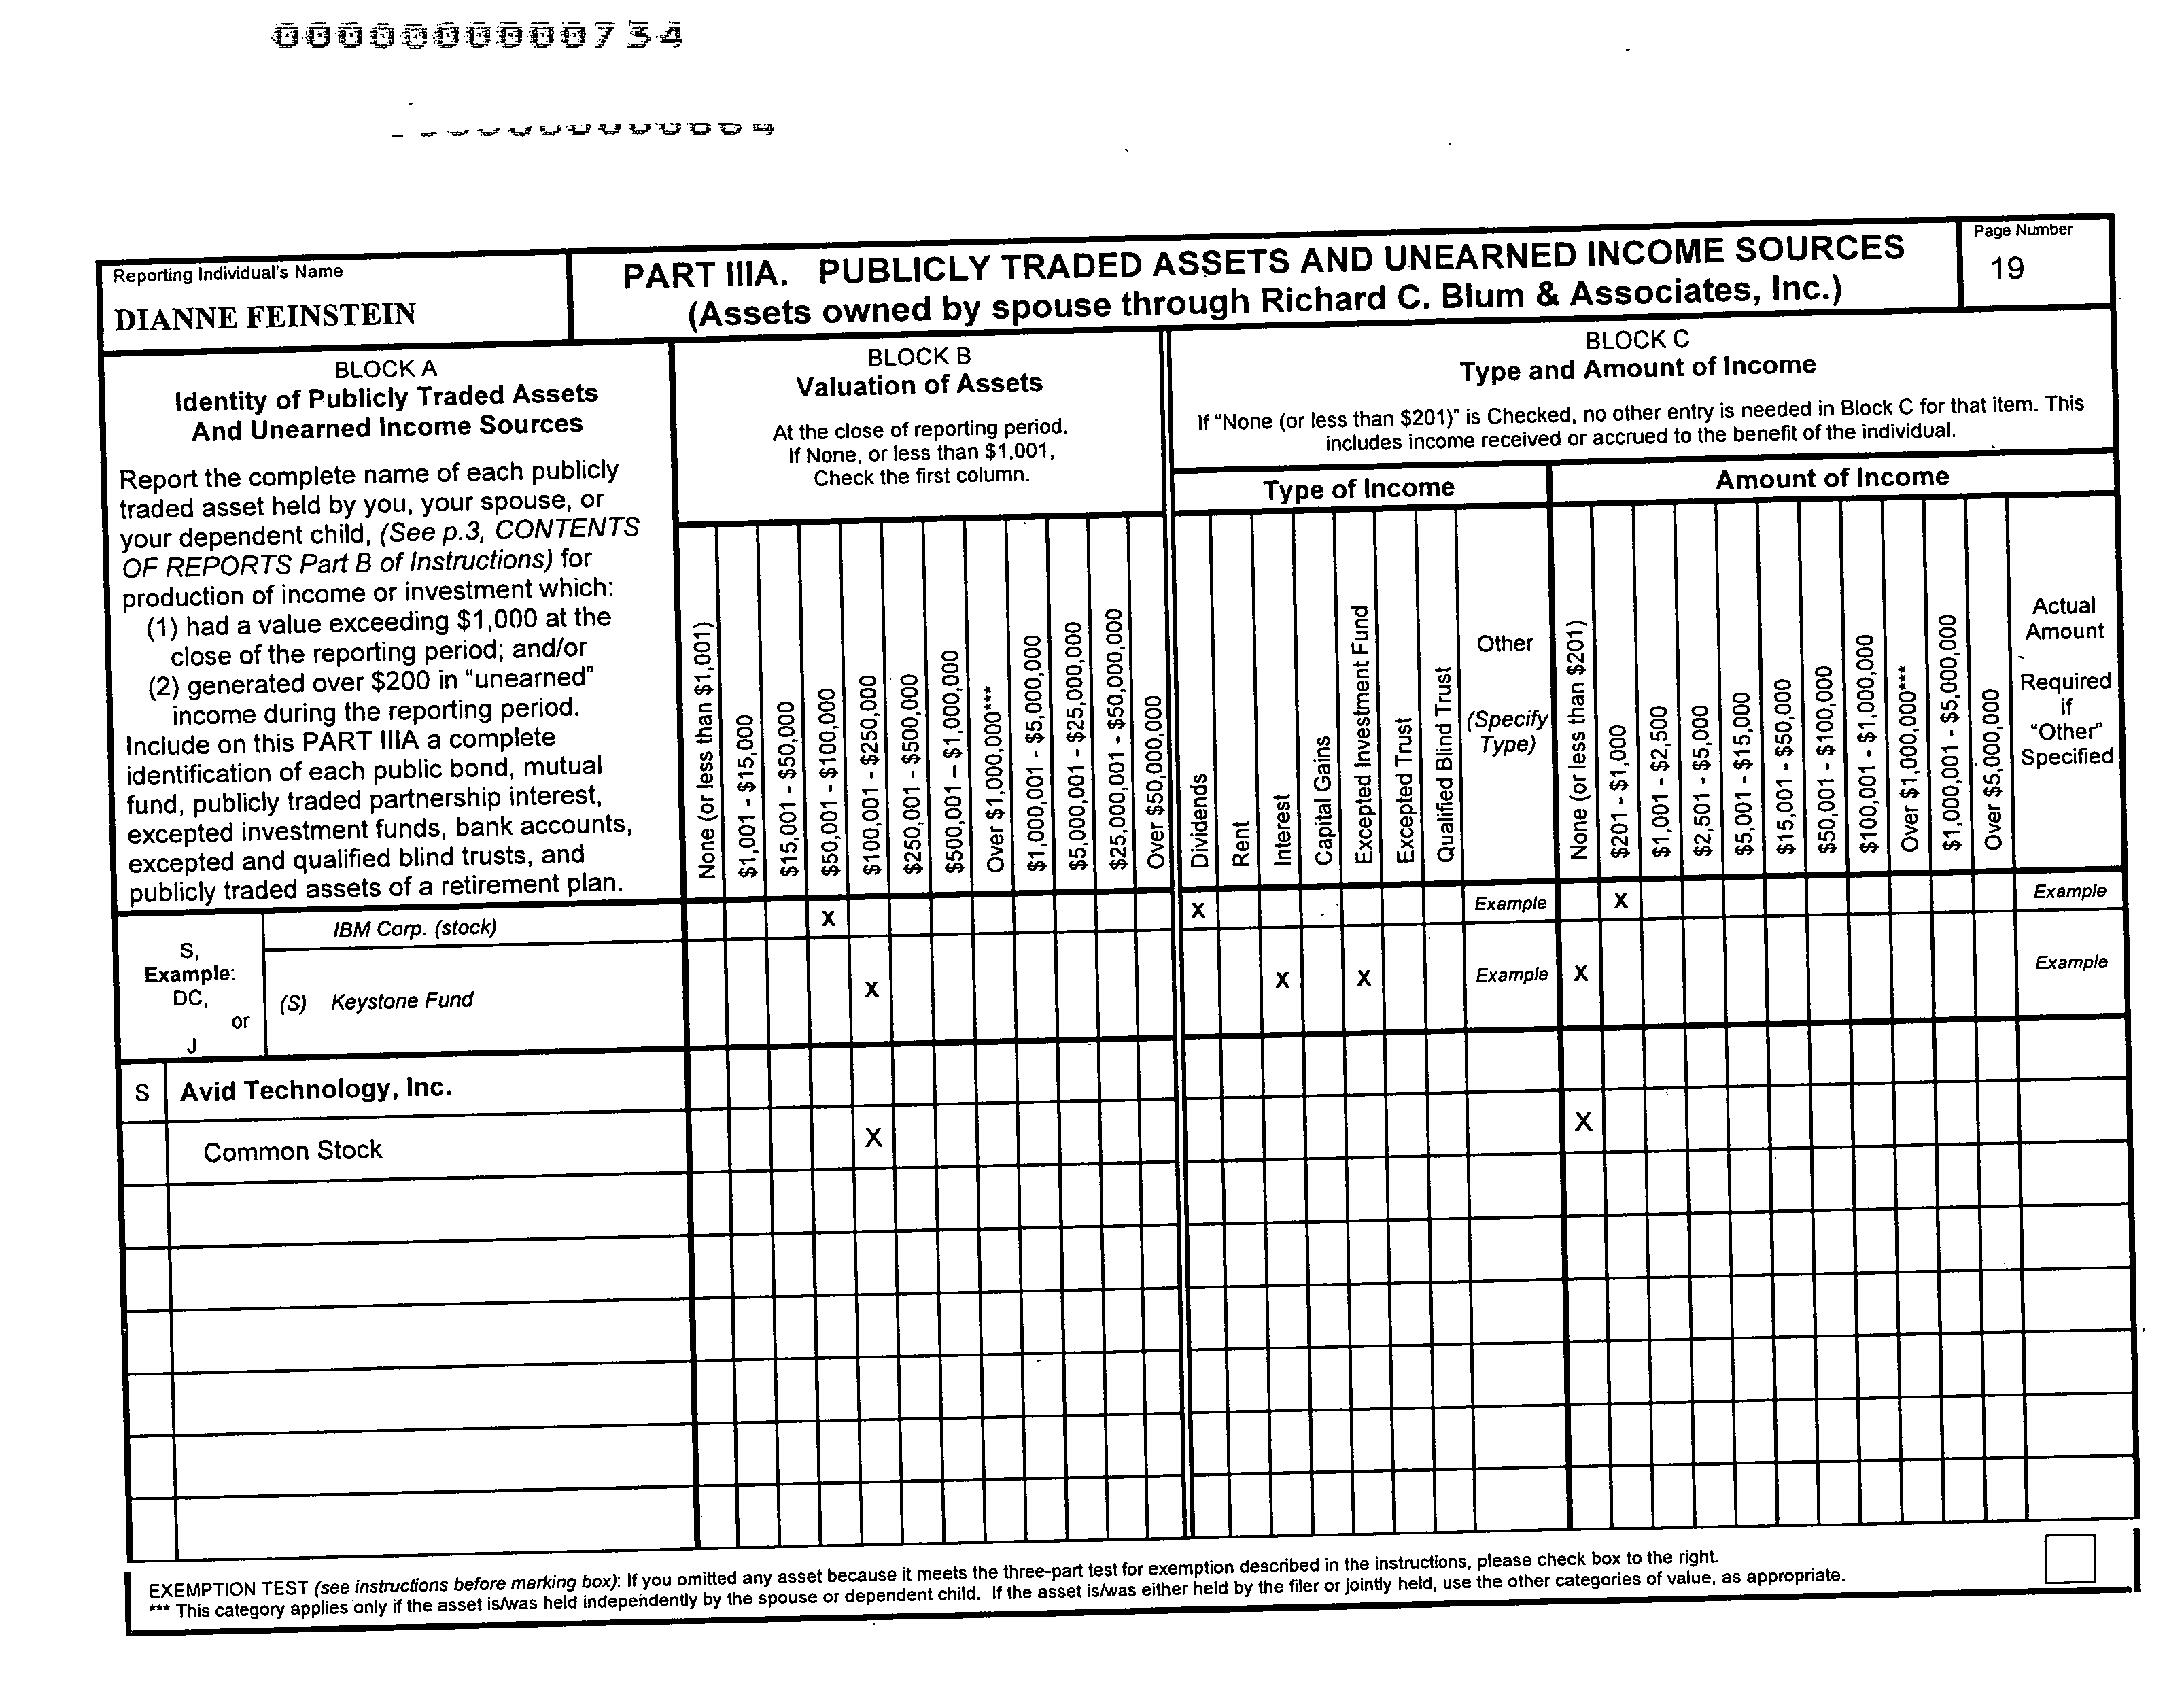 0000000000734
Reporting Individual's Name
DIANNE FEINSTEIN
PART IIIA. PUBLICLY TRADED ASSETS AND UNEARNED INCOME SOURCES
(Assets owned by spouse through Richard C. Blum & Associates, Inc.)
Page Number
19
BLOCK A
Identity of Publicly Traded Assets
And Unearned Income Sources
Report the complete name of each publicly
traded asset held by you, your spouse, or
your dependent child, (See p.3, CONTENTS
OF REPORTS Part B of Instructions) for
production of income or investment which:
(1) had a value exceeding $1,000 at the
close of the reporting period; and/or
(2) generated over $200 in "unearned"
income during the reporting period.
Include on this PART IIIA a complete
identification of each public bond, mutual
fund, publicly traded partnership interest,
excepted investment funds, bank accounts,
excepted and qualified blind trusts, and
publicly traded assets of a retirement plan.
BLOCK B
Valuation of Assets
At the close of reporting period.
If None, or less than $1,001,
Check the first column.
None (or less than $1,001)
$1,001 - $15,000
$15,001 - $50,000
$50,001 - $100,000
$100,001 - $250,000
$250,001 - $500,000
$500,001 – $1,000,000
Over $1,000,000***
$1,000,001 - $5,000,000
$5,000,001 - $25,000,000
$25,000,001 - $50,000,000
Over $50,000,000
BLOCK C
Type and Amount of Income
If "None (or less than $201)" is Checked, no other entry is needed in Block C for that item. This
includes income received or accrued to the benefit of the individual.
Type of Income
Amount of Income
Dividends
Rent
Interest
Capital Gains
Excepted Investment Fund
Excepted Trust
Qualified Blind Trust
Other
(Specify
Type)
None (or less than $201)
$201 - $1,000
$1,001 - $2,500
$2,501 - $5,000
$5,001 - $15,000
$15,001 - $50,000
$50,001 - $100,000
$100,001 - $1,000,000
Over $1,000,000***
$1,000,001 - $5,000,000
Over $5,000,000
Actual
Amount
Required
if
"Other"
Specified
S,
Example:
DC,
or
J
IBM Corp. (stock) X X Example X Example
(S) Keystone Fund X X X Example X Example
S Avid Technology, Inc.
Common Stock X X
EXEMPTION TEST (see instructions before marking box): If you omitted any asset because it meets the three-part test for exemption described in the instructions, please check box to the right.
*** This category applies only if the asset is/was held independently by the spouse or dependent child. If the asset is/was either held by the filer or jointly held, use the other categories of value, as appropriate.